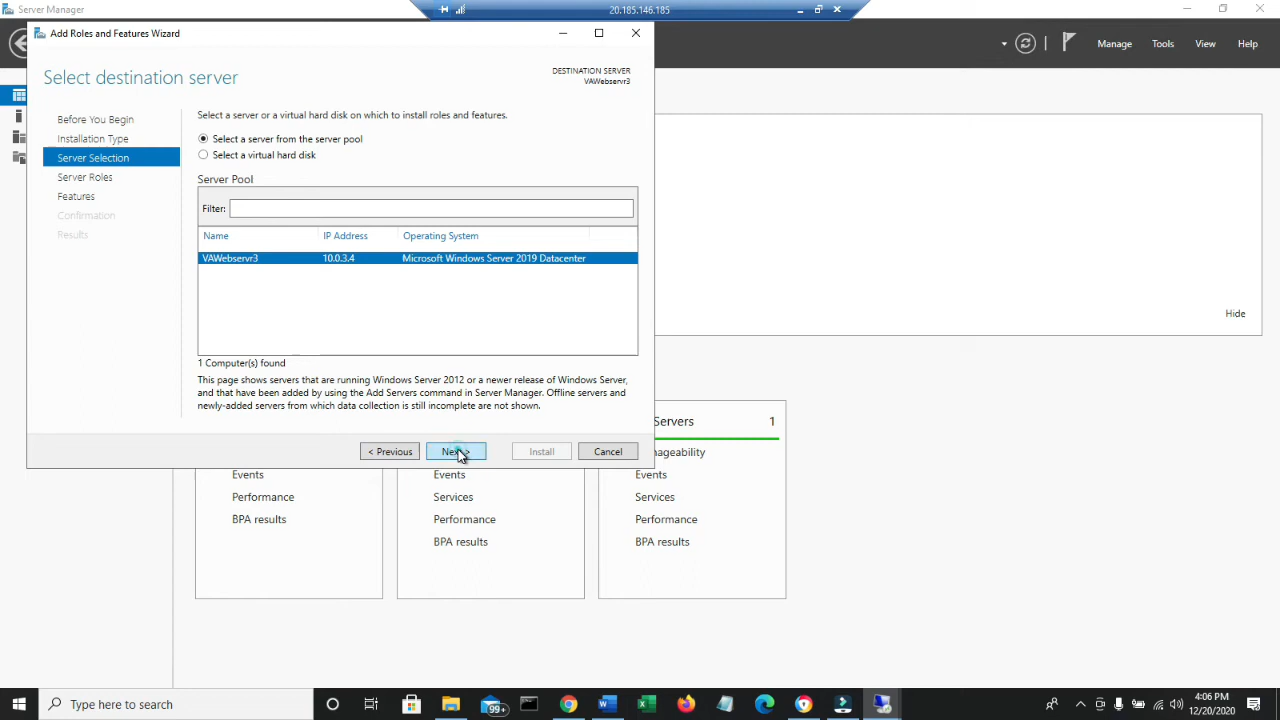 Server Manager
20.185.146.185
Add Roles and Features Wizard
Manage
Tools
View
Help
Select destination server
DESTINATION SERVER
VAWebservr3
Before You Begin
Installation Type
Server Selection
Server Roles
Features
Confirmation
Results
Select a server or a virtual hard disk on which to install roles and features.
Select a server from the server pool
Select a virtual hard disk
Server Pool
Filter:
Name IP Address Operating System
VAWebservr3 10.0.3.4 Microsoft Windows Server 2019 Datacenter
1 Computer(s) found
This page shows servers that are running Windows Server 2012 or a newer release of Windows Server,
and that have been added by using the Add Servers command in Server Manager. Offline servers and
newly-added servers from which data collection is still incomplete are not shown.
< Previous
Next >
Install
Cancel
Hide
Servers 1
nageability
Events
Performance
BPA results
Events
Services
Performance
BPA results
Events
Services
Performance
BPA results
Type here to search
99+
4:06 PM
12/20/2020